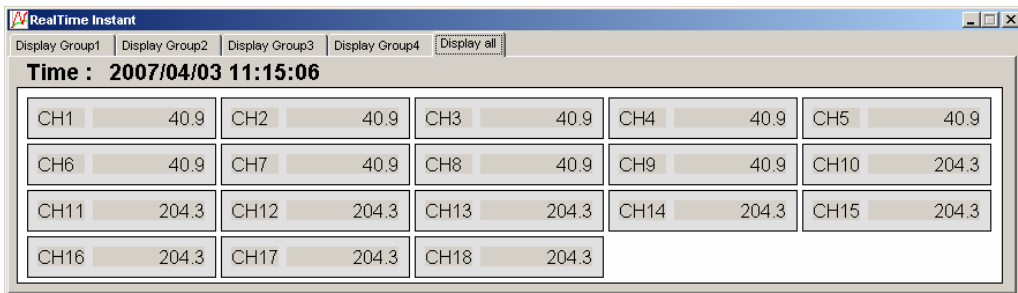 RealTime Instant
Display Group1 Display Group2 Display Group3 Display Group4 Display all
Time : 2007/04/03 11:15:06
CH1 40.9 CH2 40.9 CH3 40.9 CH4 40.9 CH5 40.9
CH6 40.9 CH7 40.9 CH8 40.9 CH9 40.9 CH10 204.3
CH11 204.3 CH12 204.3 CH13 204.3 CH14 204.3 CH15 204.3
CH16 204.3 CH17 204.3 CH18 204.3